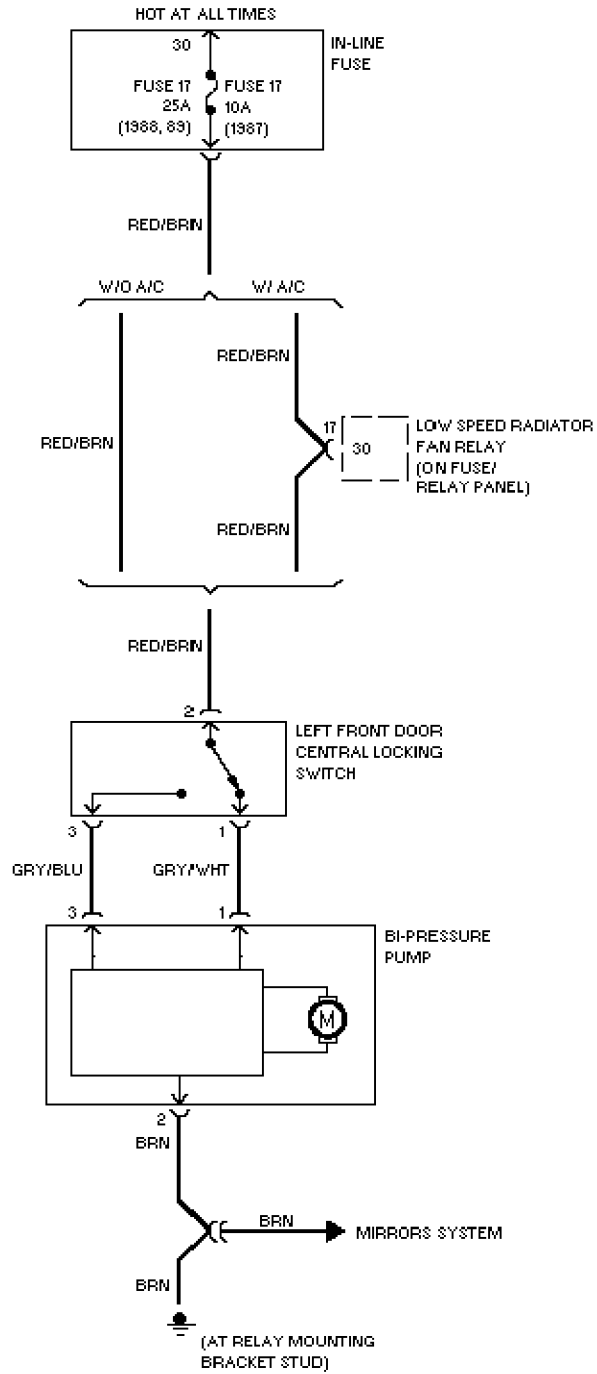 HOT AT ALL TIMES
30
IN-LINE
FUSE
FUSE 17
25A
(1988, 89)
FUSE 17
10A
(1987)
RED/BRN
W/O A/C
W/ A/C
RED/BRN
RED/BRN
17
30
LOW SPEED RADIATOR
FAN RELAY
(ON FUSE/
RELAY PANEL)
RED/BRN
RED/BRN
2
LEFT FRONT DOOR
CENTRAL LOCKING
SWITCH
3
1
GRY/BLU
GRY/WHT
3
1
BI-PRESSURE
PUMP
M
2
BRN
BRN
MIRRORS SYSTEM
BRN
(AT RELAY MOUNTING
BRACKET STUD)